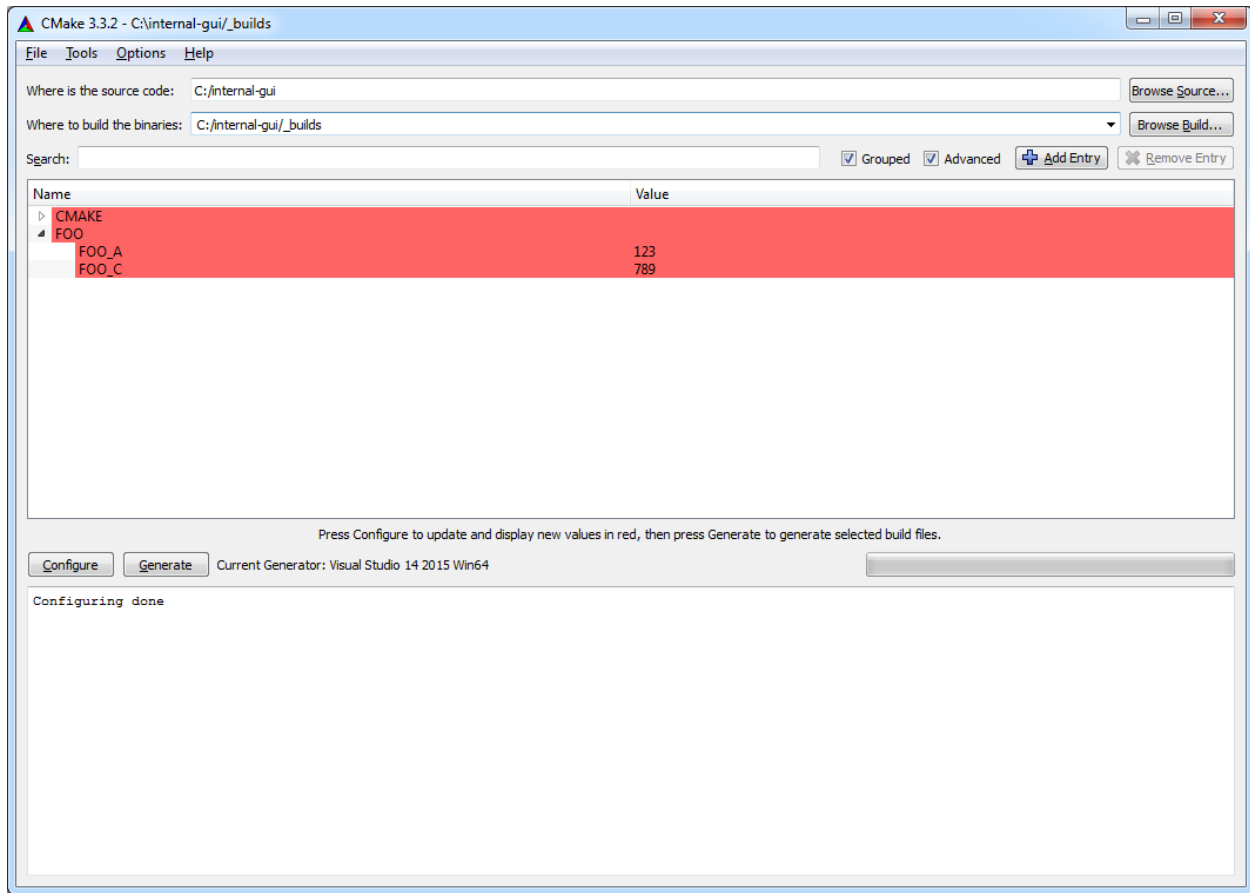 CMake 3.3.2 - C:\internal-gui/_builds
File Tools Options Help
Where is the source code: C:/internal-gui Browse Source...
Where to build the binaries: C:/internal-gui/_builds Browse Build...
Search: Grouped Advanced Add Entry Remove Entry
Name Value
CMAKE
FOO
FOO_A 123
FOO_C 789
Press Configure to update and display new values in red, then press Generate to generate selected build files.
Configure Generate Current Generator: Visual Studio 14 2015 Win64
Configuring done